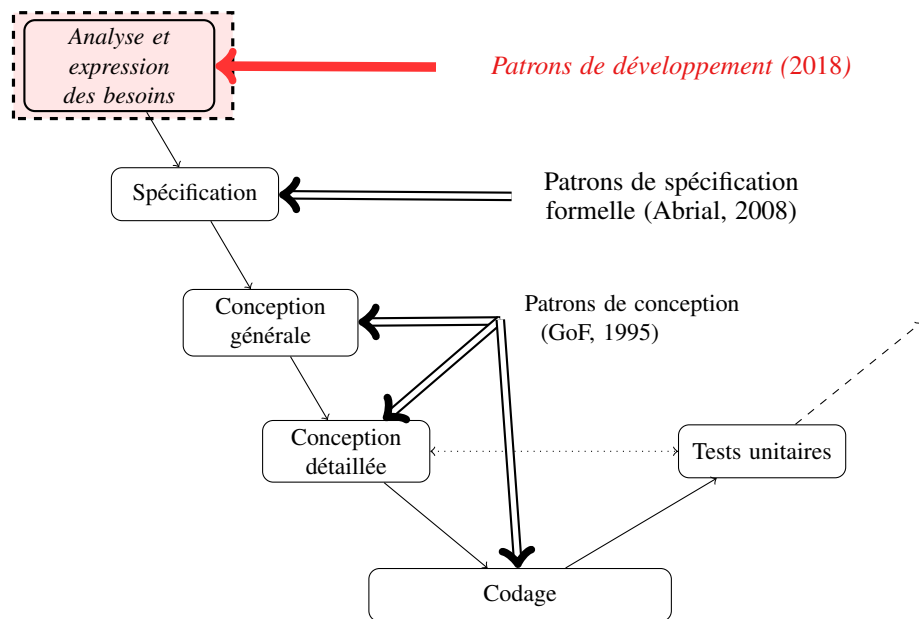 Analyse et
expression
des besoins
Patrons de développement (2018)
Spécification
Patrons de spécification
formelle (Abrial, 2008)
Conception
générale
Patrons de conception
(GoF, 1995)
Conception
détaillée
Tests unitaires
Codage